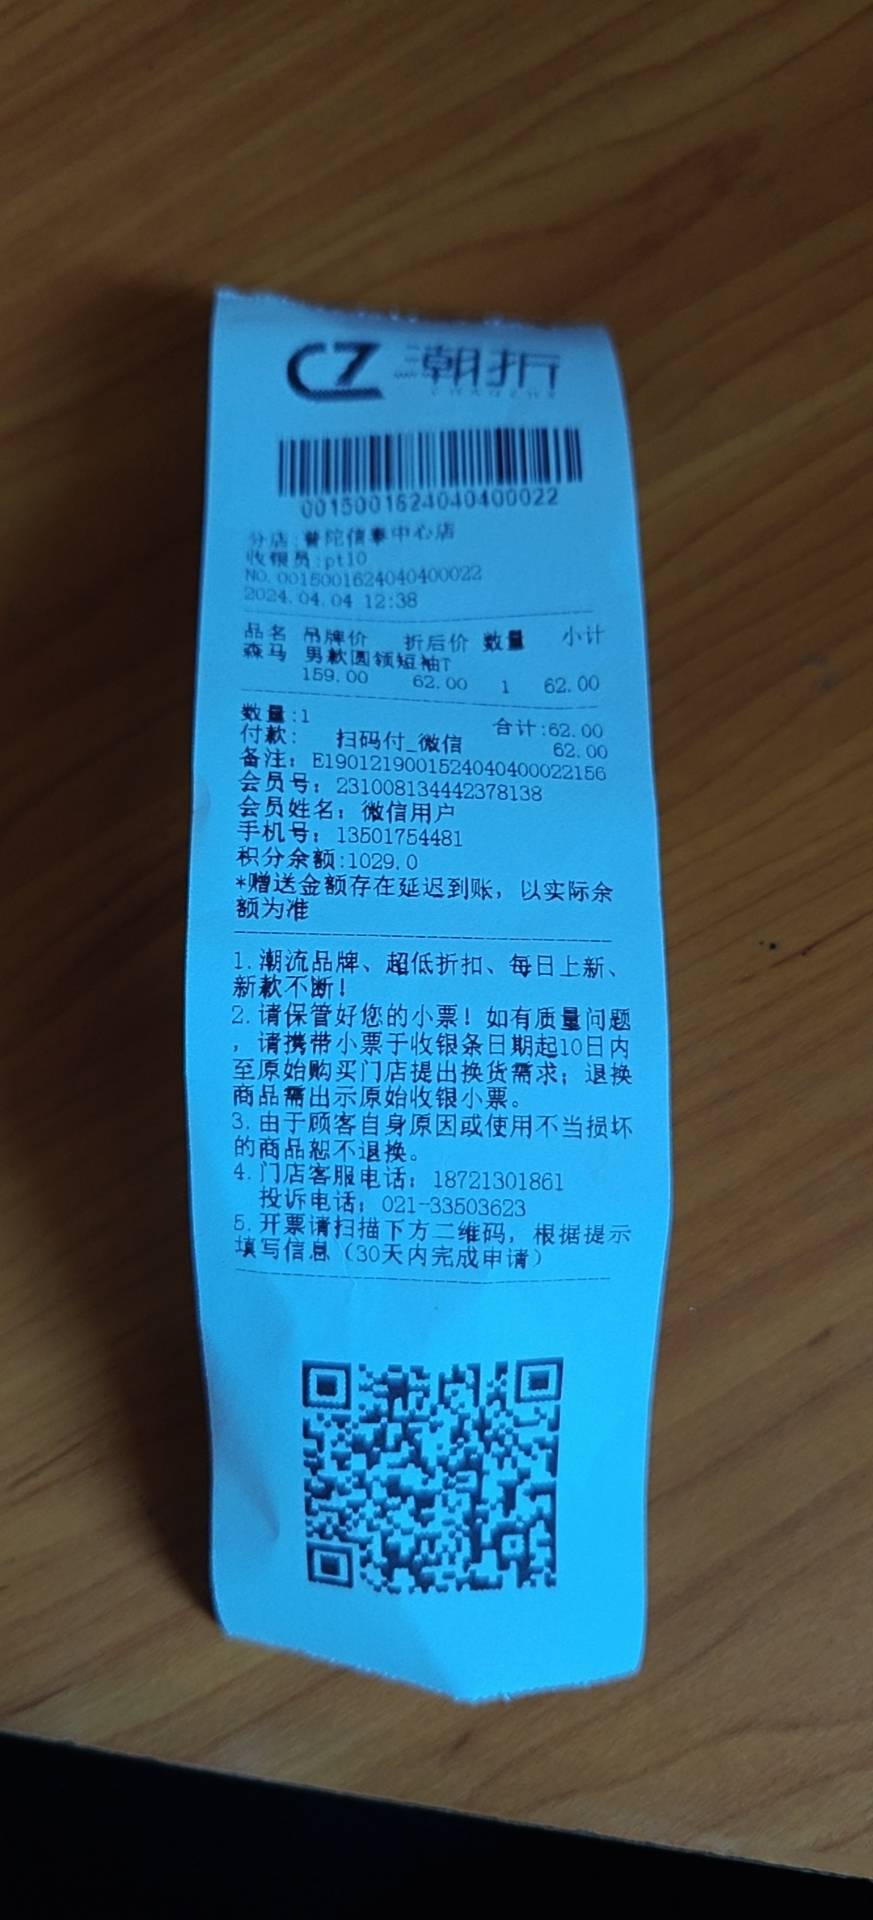 CZ 潮折
0015001624040400022
分店:普陀信泰中心店
收银员:pt10
NO.0015001624040400022
2024.04.04 12:38
品名 吊牌价 折后价 数量 小计
森马 男款圆领短袖T
159.00 62.00 1 62.00
数量:1 合计:62.00
付款: 扫码付_微信 62.00
备注: E1901219001524040400022156
会员号: 231008134442378138
会员姓名: 微信用户
手机号: 13501754481
积分余额:1029.0
*赠送金额存在延迟到账，以实际余
额为准
1.潮流品牌、超低折扣、每日上新、
新款不断!
2.请保管好您的小票! 如有质量问题
，请携带小票于收银条日期起10日内
至原始购买门店提出换货需求; 退换
商品需出示原始收银小票。
3.由于顾客自身原因或使用不当损坏
的商品恕不退换。
4.门店客服电话: 18721301861
投诉电话: 021-33503623
5.开票请扫描下方二维码，根据提示
填写信息（30天内完成申请）